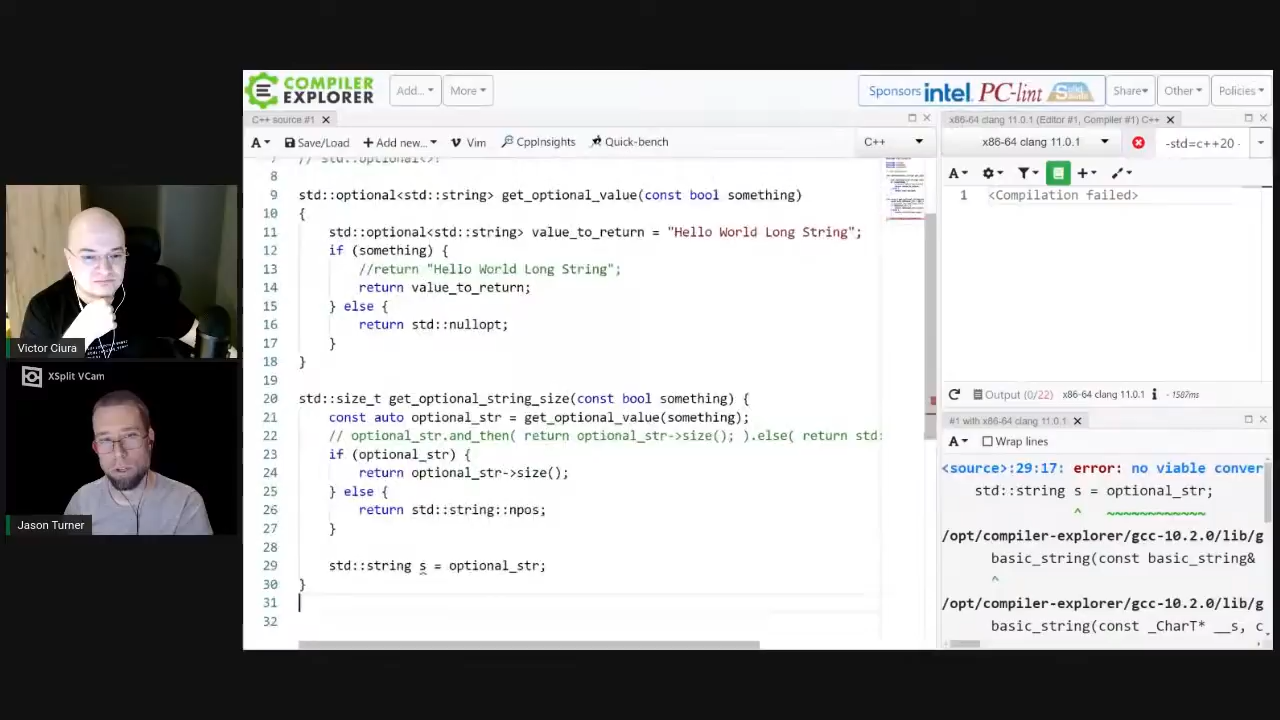 COMPILER
EXPLORER
Add...
More
Sponsors intel PC-lint Solid Sands
Share
Other
Policies
C++ source #1
A
Save/Load
Add new...
Vim
CppInsights
Quick-bench
C++
7 // std::optional<>!
8
9 std::optional<std::string> get_optional_value(const bool something)
10 {
11 std::optional<std::string> value_to_return = "Hello World Long String";
12 if (something) {
13 //return "Hello World Long String";
14 return value_to_return;
15 } else {
16 return std::nullopt;
17 }
18 }
19
20 std::size_t get_optional_string_size(const bool something) {
21 const auto optional_str = get_optional_value(something);
22 // optional_str.and_then( return optional_str->size(); ).else( return std:
23 if (optional_str) {
24 return optional_str->size();
25 } else {
26 return std::string::npos;
27 }
28
29 std::string s = optional_str;
30 }
31
32
x86-64 clang 11.0.1 (Editor #1, Compiler #1) C++
x86-64 clang 11.0.1
-std=c++20 -
A
1 <Compilation failed>
Output (0/22) x86-64 clang 11.0.1 i - 1587ms
#1 with x86-64 clang 11.0.1
A Wrap lines
<source>:29:17: error: no viable conver
std::string s = optional_str;
^ ~~~~~~~~~~~~
/opt/compiler-explorer/gcc-10.2.0/lib/g
basic_string(const basic_string&
^
/opt/compiler-explorer/gcc-10.2.0/lib/g
basic_string(const _CharT* __s, c
Victor Ciura
XSplit VCam
Jason Turner